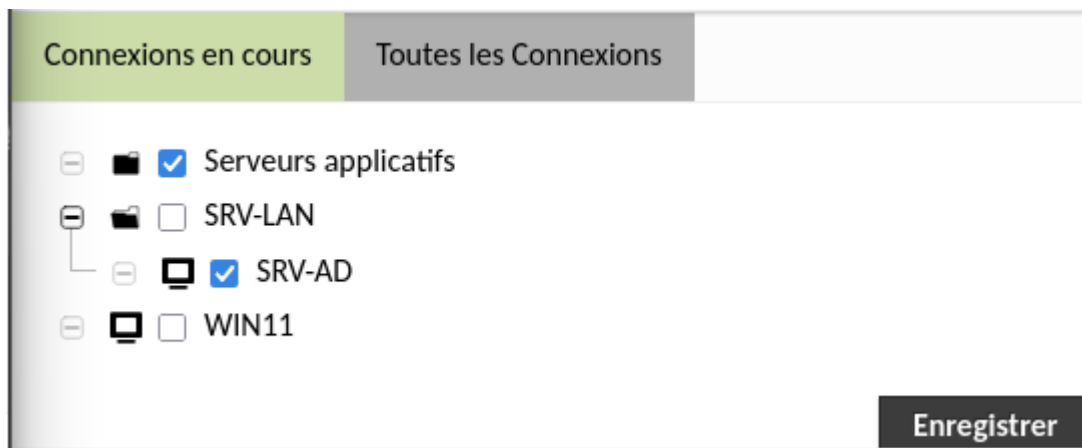 Connexions en cours
Toutes les Connexions
Serveurs applicatifs
SRV-LAN
SRV-AD
WIN11
Enregistrer